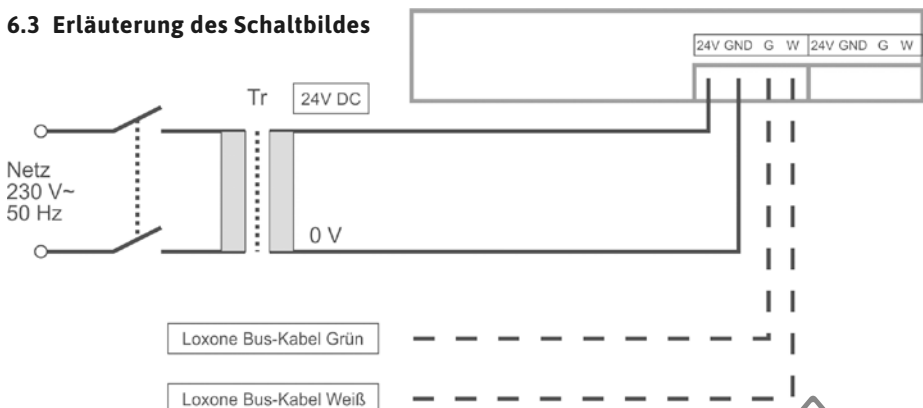 6.3 Erläuterung des Schaltbildes
24V GND G W 24V GND G W
Tr
24V DC
Netz
230 V~
50 Hz
0 V
Loxone Bus-Kabel Grün
Loxone Bus-Kabel Weiß